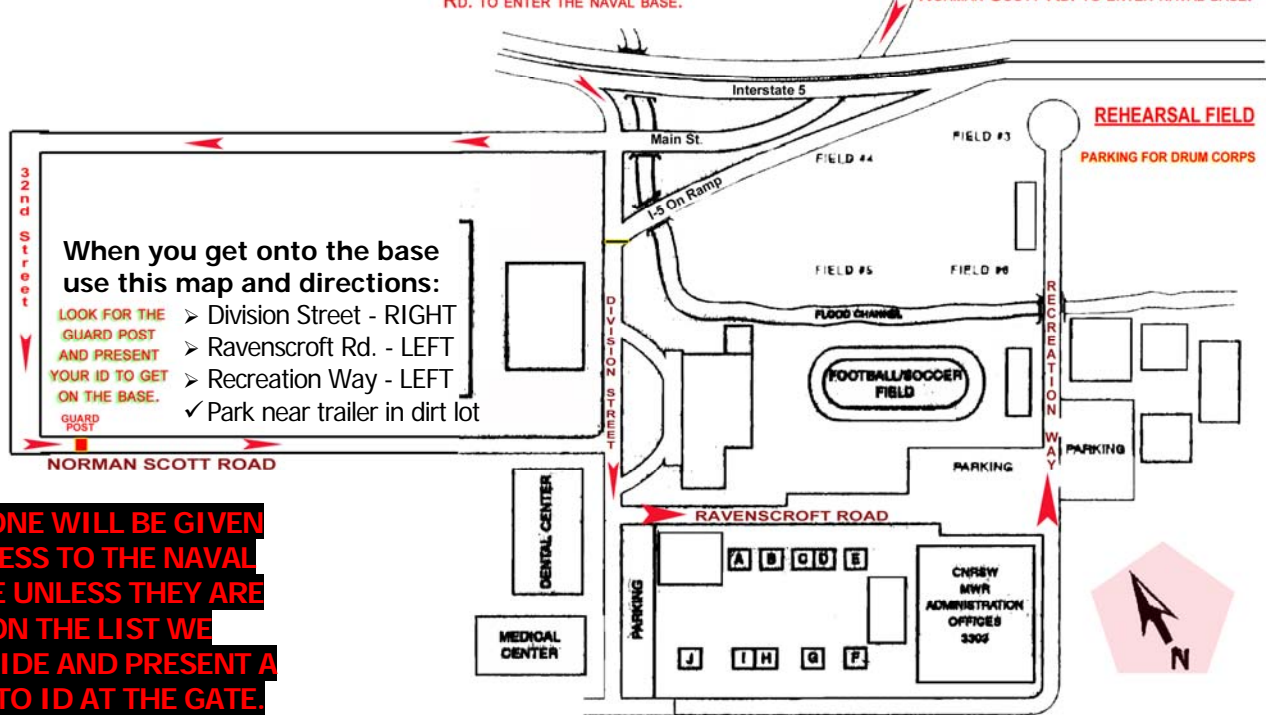 RD. TO ENTER THE NAVAL BASE.
Interstate 5
Main St.
I-5 On Ramp
FIELD #3
FIELD #4
REHEARSAL FIELD
PARKING FOR DRUM CORPS
32nd Street
When you get onto the base
use this map and directions:
➢ Division Street - RIGHT
➢ Ravenscroft Rd. - LEFT
➢ Recreation Way - LEFT
✓ Park near trailer in dirt lot
LOOK FOR THE
GUARD POST
AND PRESENT
YOUR ID TO GET
ON THE BASE.
GUARD
POST
NORMAN SCOTT ROAD
DIVISION STREET
FIELD #5
FIELD #6
FLOOD CHANNEL
FOOTBALL/SOCCER
FIELD
RECREATION WAY
PARKING
PARKING
RAVENSCROFT ROAD
DENTAL CENTER
MEDICAL
CENTER
PARKING
A B C D E
J I H G F
CNRSW
MWR
ADMINISTRATION
OFFICES
N
ONE WILL BE GIVEN
ESS TO THE NAVAL
E UNLESS THEY ARE
ON THE LIST WE
IDE AND PRESENT A
TO ID AT THE GATE.